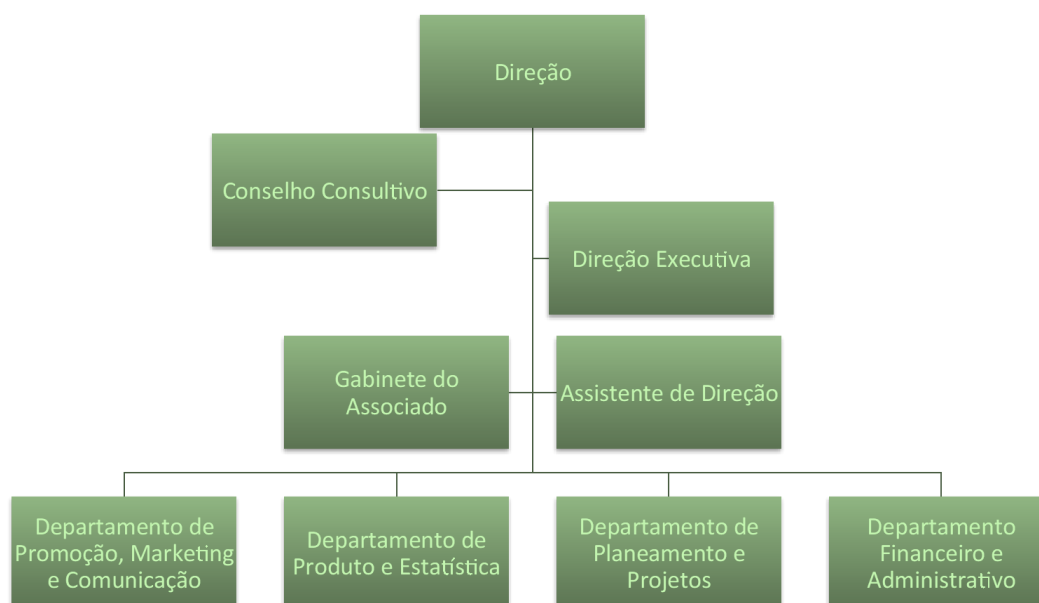 Direção
Conselho Consultivo
Direção Executiva
Gabinete do
Associado
Assistente de Direção
Departamento de
Promoção, Marketing
e Comunicação
Departamento de
Produto e Estatística
Departamento de
Planeamento e
Projetos
Departamento
Financeiro e
Administrativo